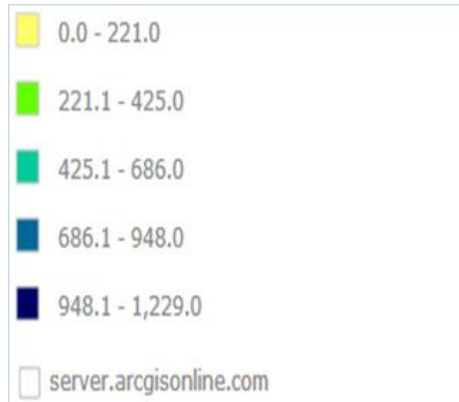 0.0 - 221.0
221.1 - 425.0
425.1 - 686.0
686.1 - 948.0
948.1 - 1,229.0
server.arcgisonline.com